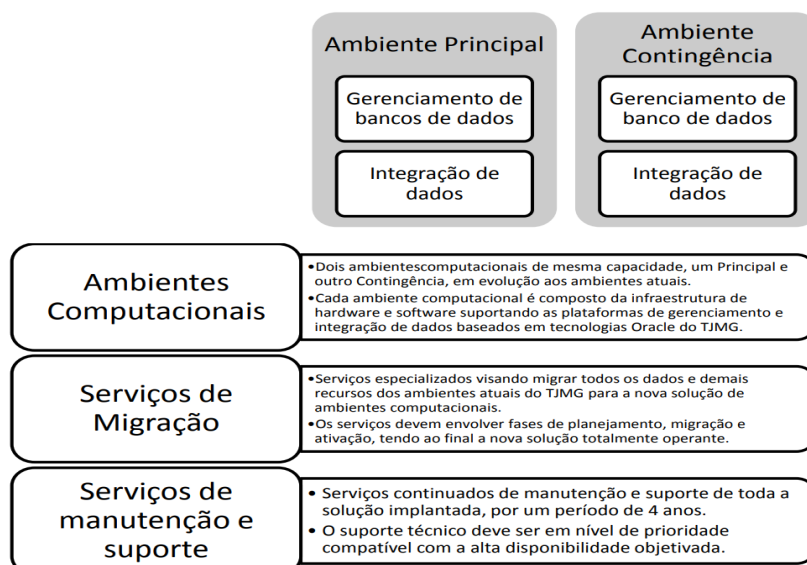 Ambiente Principal
Gerenciamento de
bancos de dados
Integração de
dados
Ambiente
Contingência
Gerenciamento de
banco de dados
Integração de
dados
Ambientes
Computacionais
•Dois ambientescomputacionais de mesma capacidade, um Principal e
outro Contingência, em evolução aos ambientes atuais.
•Cada ambiente computacional é composto da infraestrutura de
hardware e software suportando as plataformas de gerenciamento e
integração de dados baseados em tecnologias Oracle do TJMG.
Serviços de
Migração
•Serviços especializados visando migrar todos os dados e demais
recursos dos ambientes atuais do TJMG para a nova solução de
ambientes computacionais.
•Os serviços devem envolver fases de planejamento, migração e
ativação, tendo ao final a nova solução totalmente operante.
Serviços de
manutenção e
suporte
• Serviços continuados de manutenção e suporte de toda a
solução implantada, por um período de 4 anos.
• O suporte técnico deve ser em nível de prioridade
compatível com a alta disponibilidade objetivada.